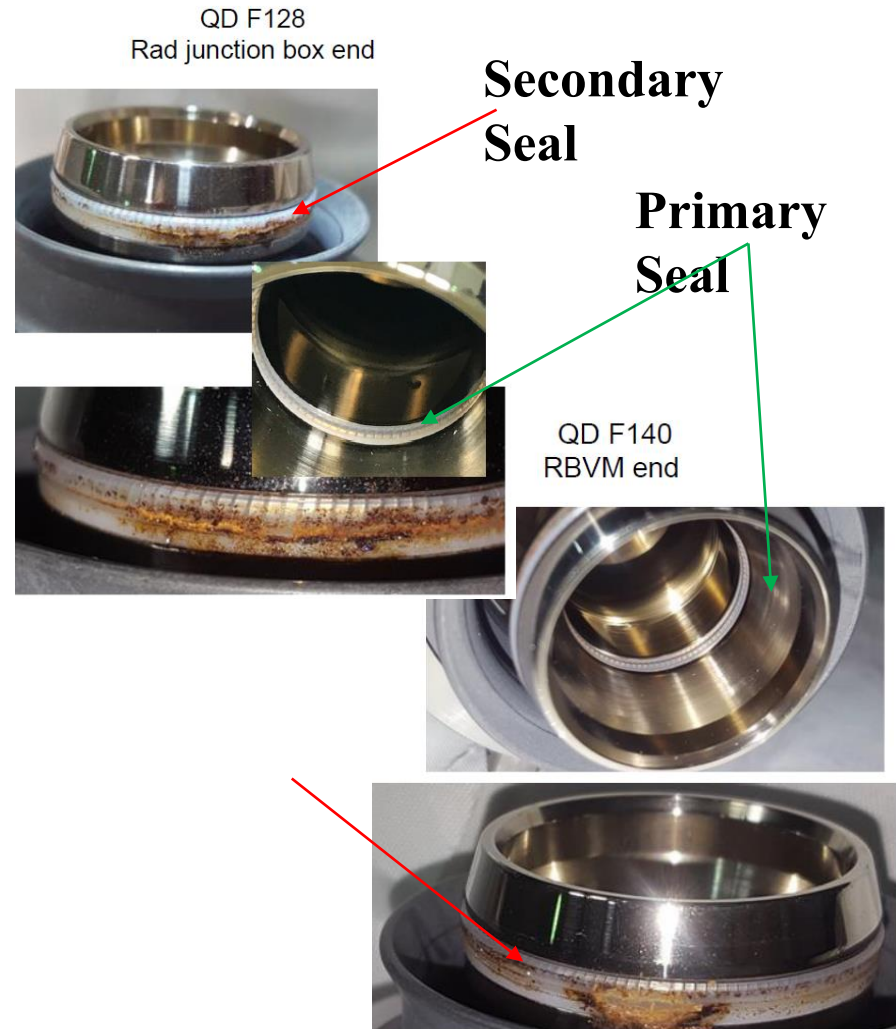 QD F128
Rad junction box end
Secondary
Seal
Primary
Seal
QD F140
RBVM end